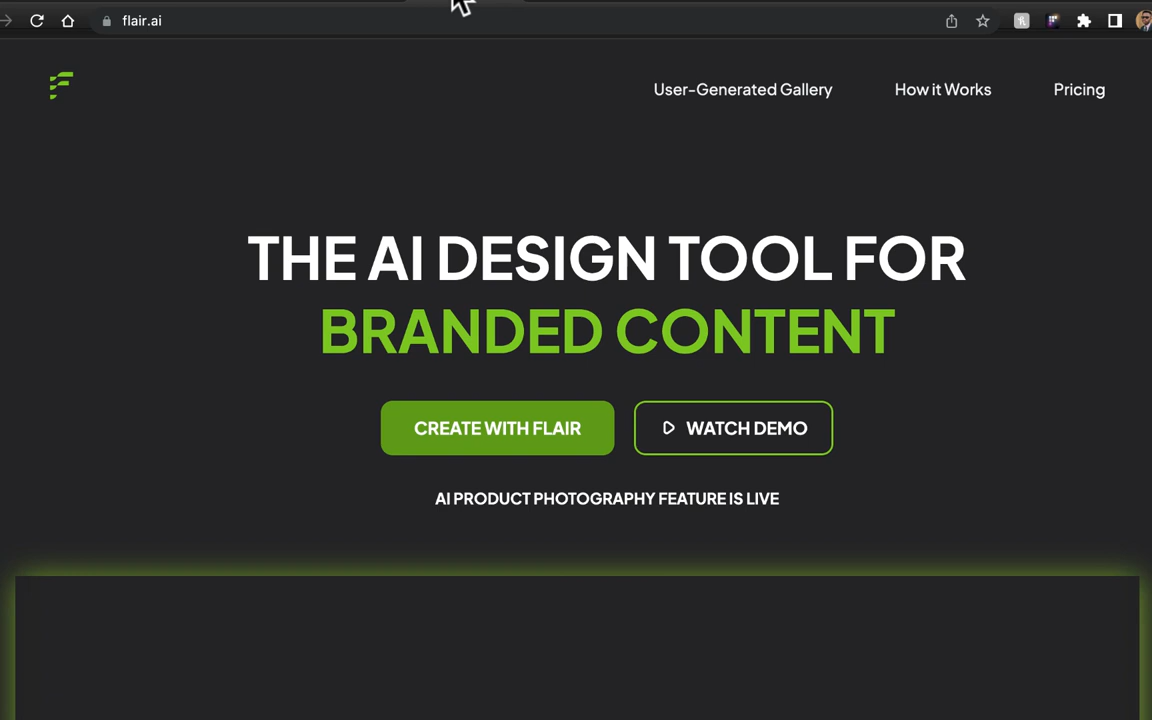 flair.ai
User-Generated Gallery How it Works Pricing
THE AI DESIGN TOOL FOR
BRANDED CONTENT
CREATE WITH FLAIR WATCH DEMO
AI PRODUCT PHOTOGRAPHY FEATURE IS LIVE